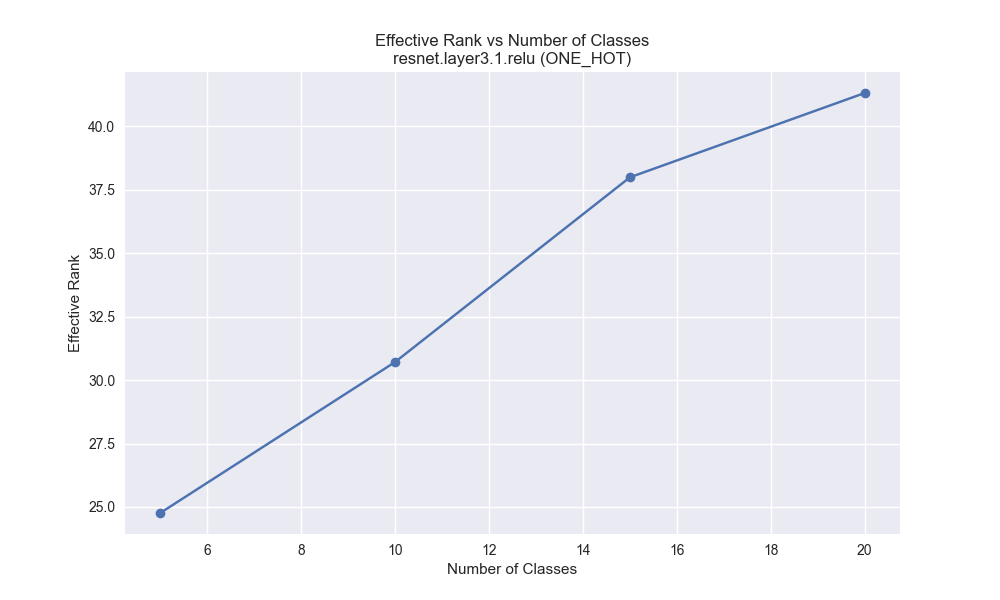 Effective Rank vs Number of Classes
resnet.layer3.1.relu (ONE_HOT)
Effective Rank
40.0
37.5
35.0
32.5
30.0
27.5
25.0
6 8 10 12 14 16 18 20
Number of Classes